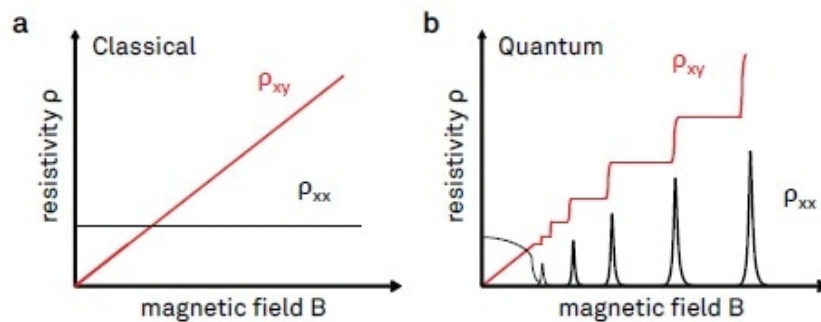 a
Classical
resistivity ρ
ρxy
ρxx
magnetic field B
b
Quantum
resistivity ρ
ρxy
ρxx
magnetic field B